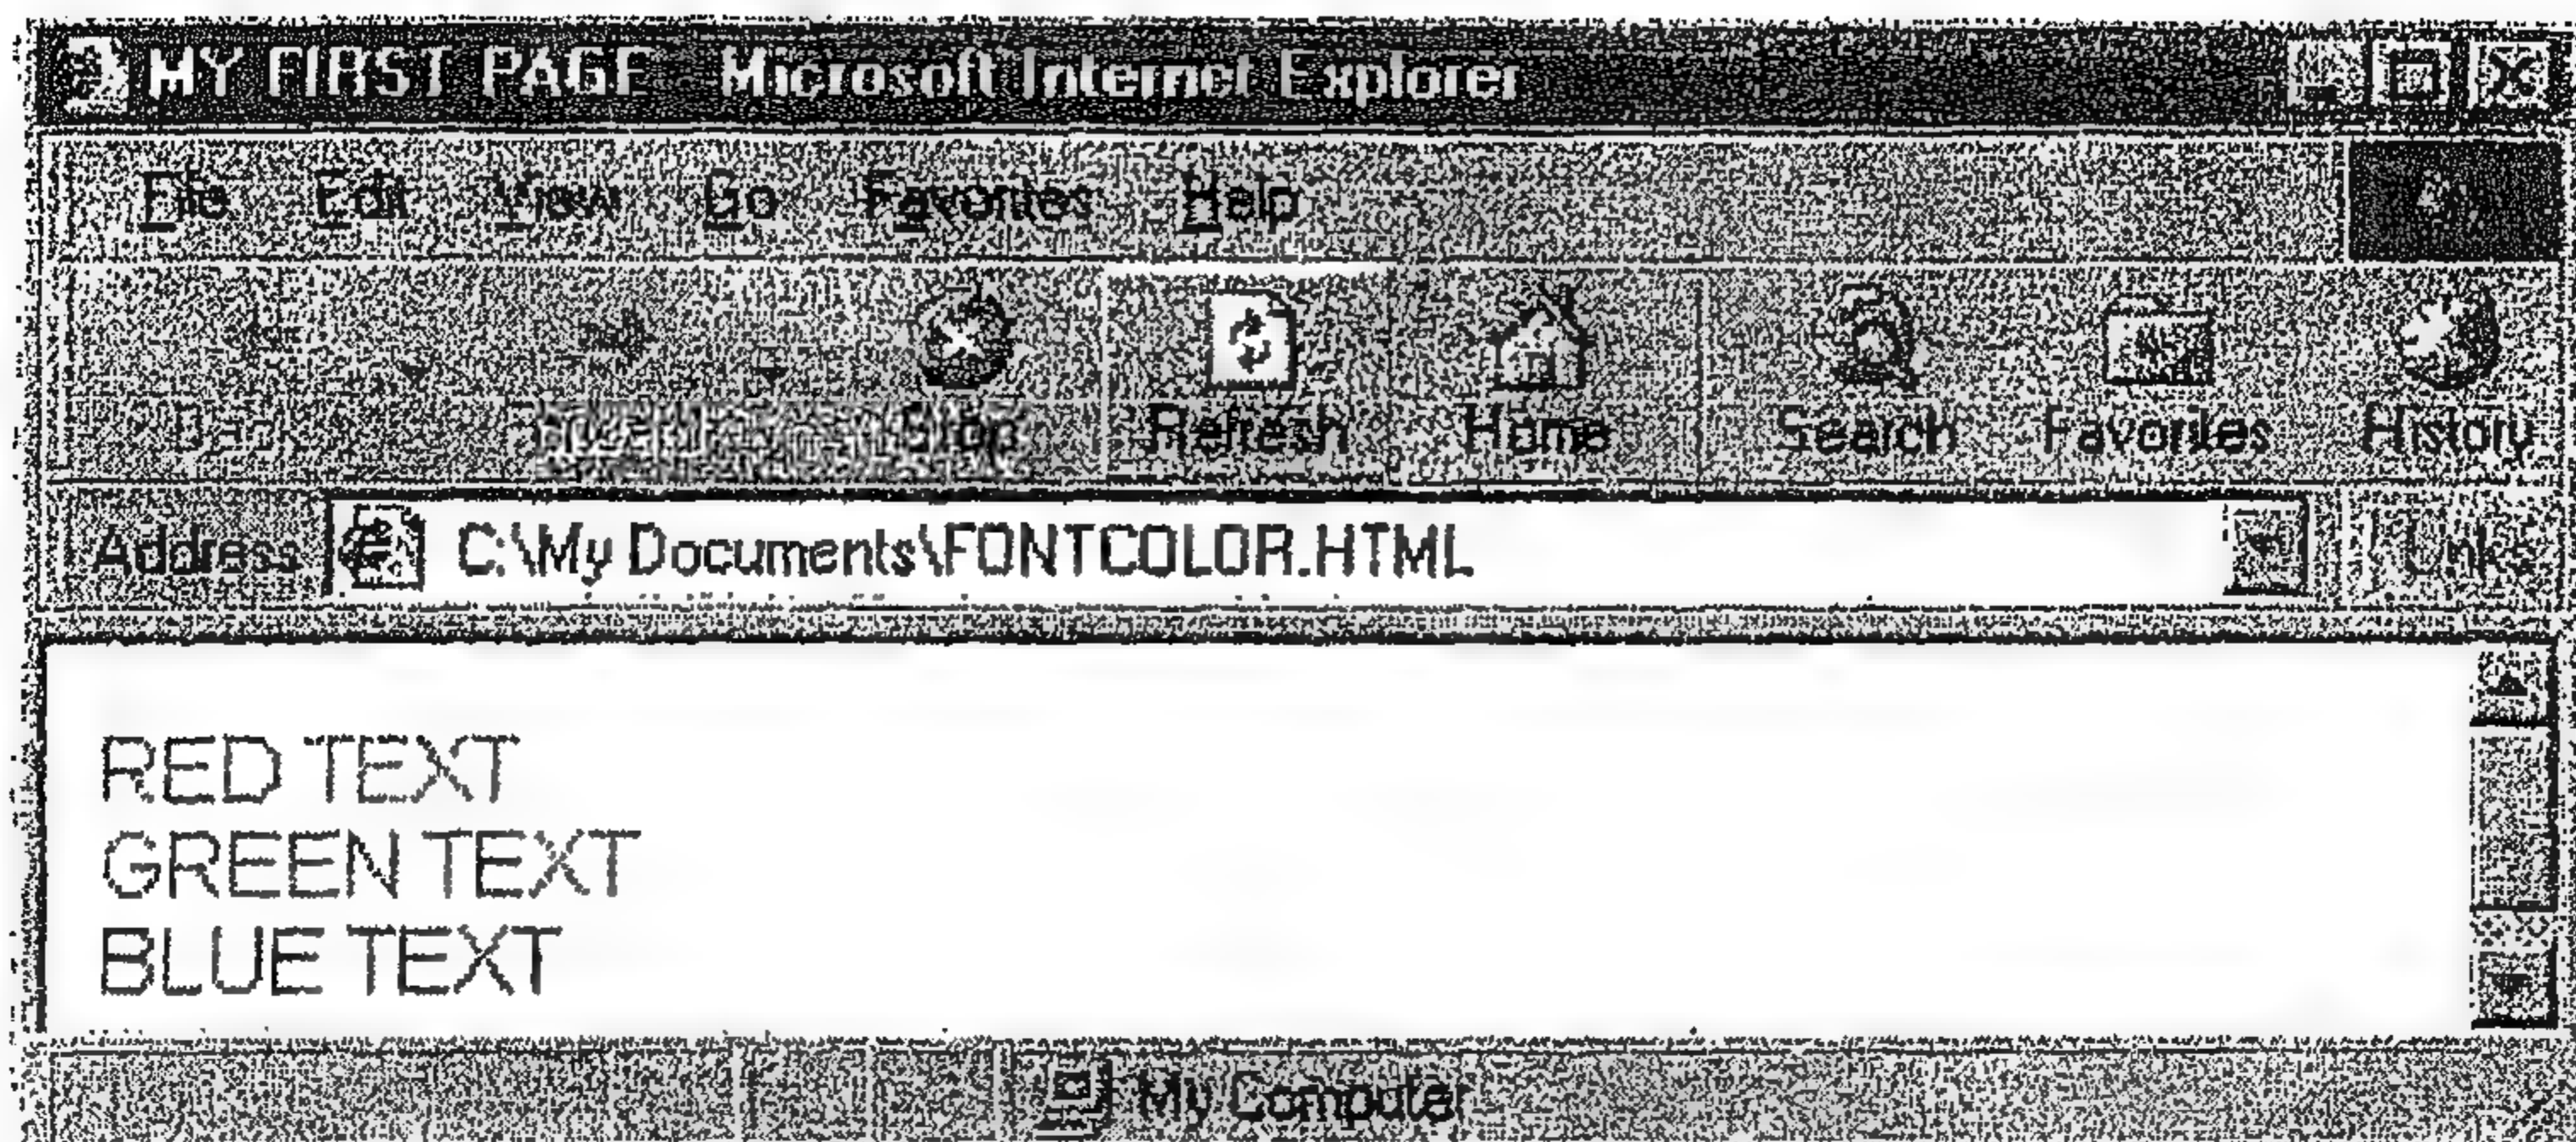 MY FIRST PAGE - Microsoft Internet Explorer
File Edit View Go Favorites Help
Back Stop Refresh Home Search Favorites History
Address C:\My Documents\FONTCOLOR.HTML Links
RED TEXT
GREEN TEXT
BLUE TEXT
My Computer